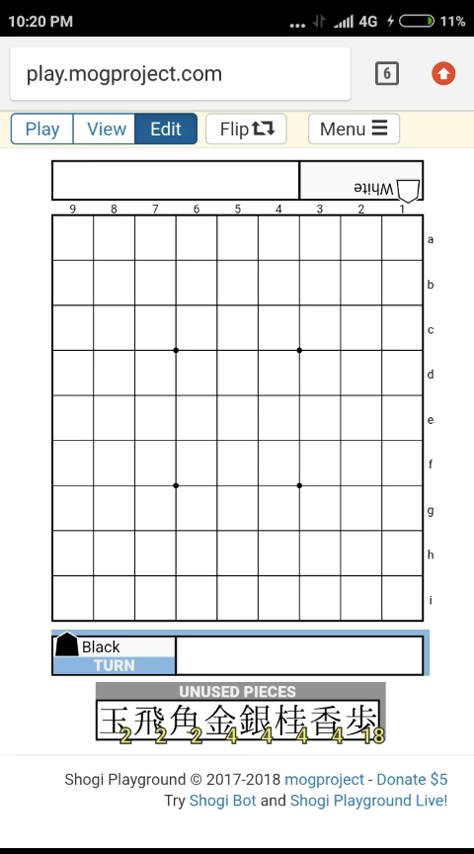 10:20 PM ... 4G 11%
play.mogproject.com 6
Play View Edit Flip Menu
White
9 8 7 6 5 4 3 2 1
a
b
c
d
e
f
g
h
i
Black
TURN
UNUSED PIECES
玉飛角金銀桂香歩
2 2 2 4 4 4 4 18
Shogi Playground © 2017-2018 mogproject - Donate $5
Try Shogi Bot and Shogi Playground Live!